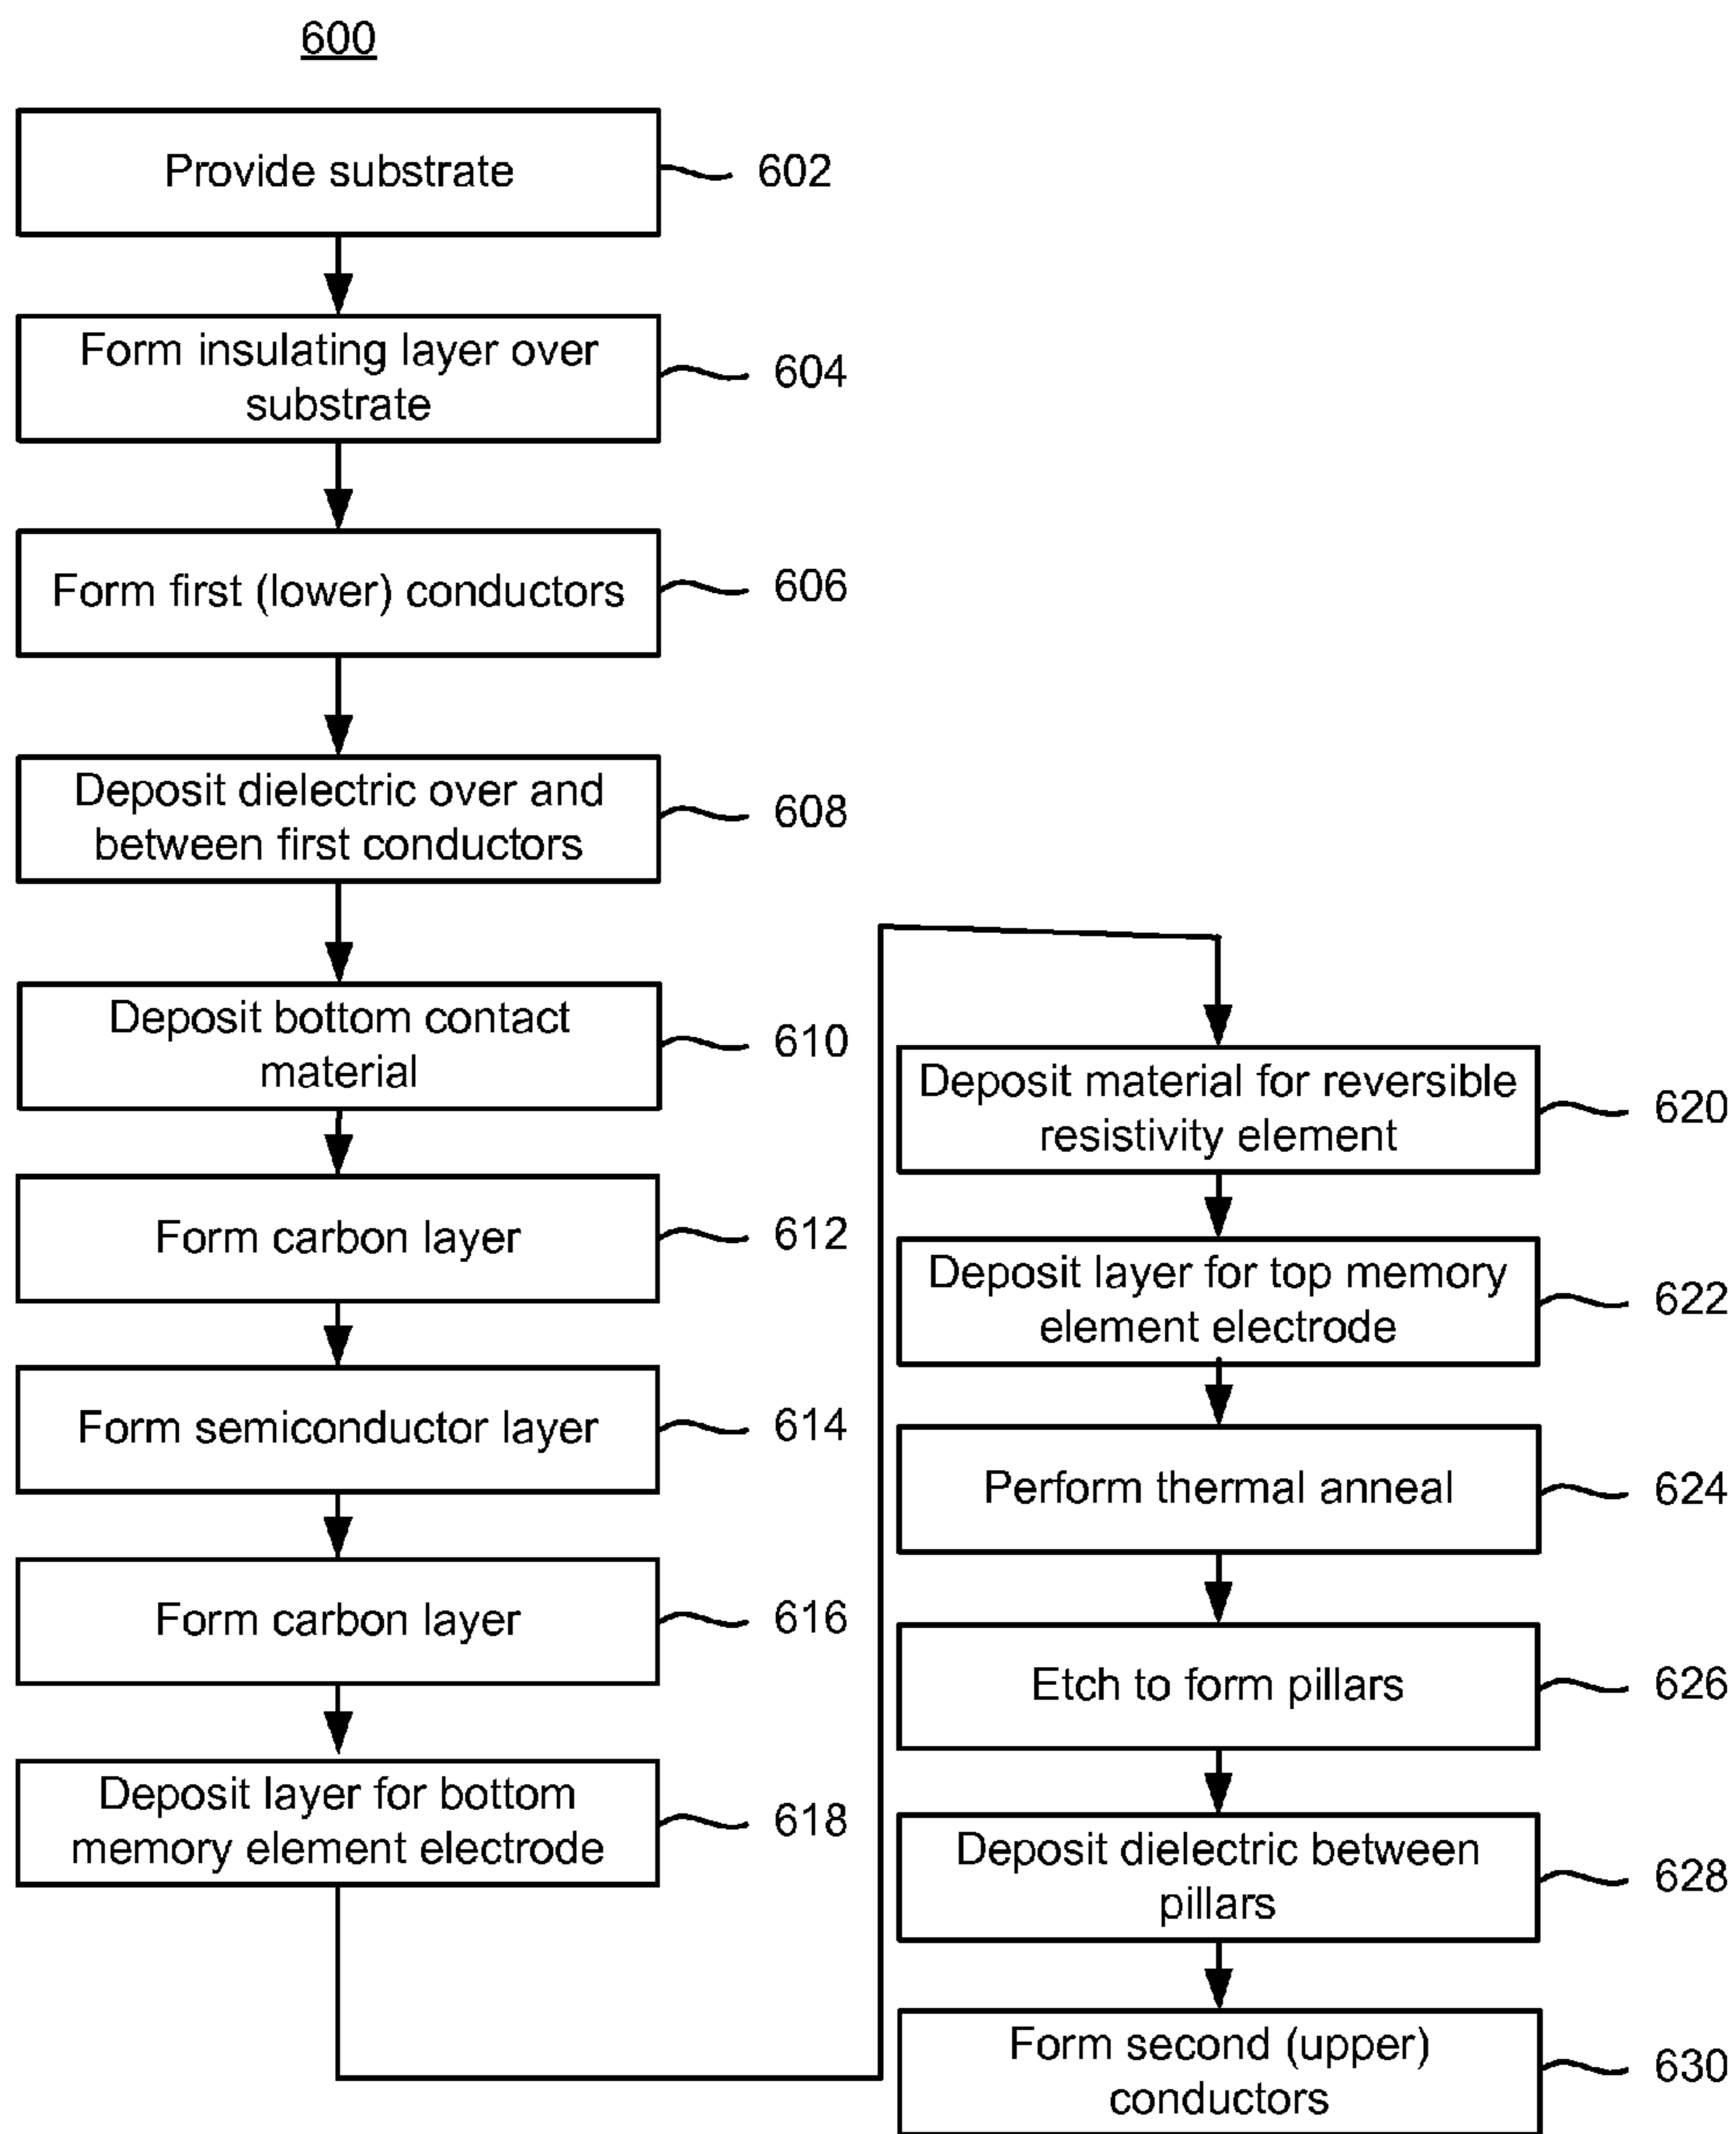 600
Provide substrate
602
Form insulating layer over
substrate
604
Form first (lower) conductors
606
Deposit dielectric over and
between first conductors
608
Deposit bottom contact
material
610
Form carbon layer
612
Form semiconductor layer
614
Form carbon layer
616
Deposit layer for bottom
memory element electrode
618
Deposit material for reversible
resistivity element
620
Deposit layer for top memory
element electrode
622
Perform thermal anneal
624
Etch to form pillars
626
Deposit dielectric between
pillars
628
Form second (upper)
conductors
630